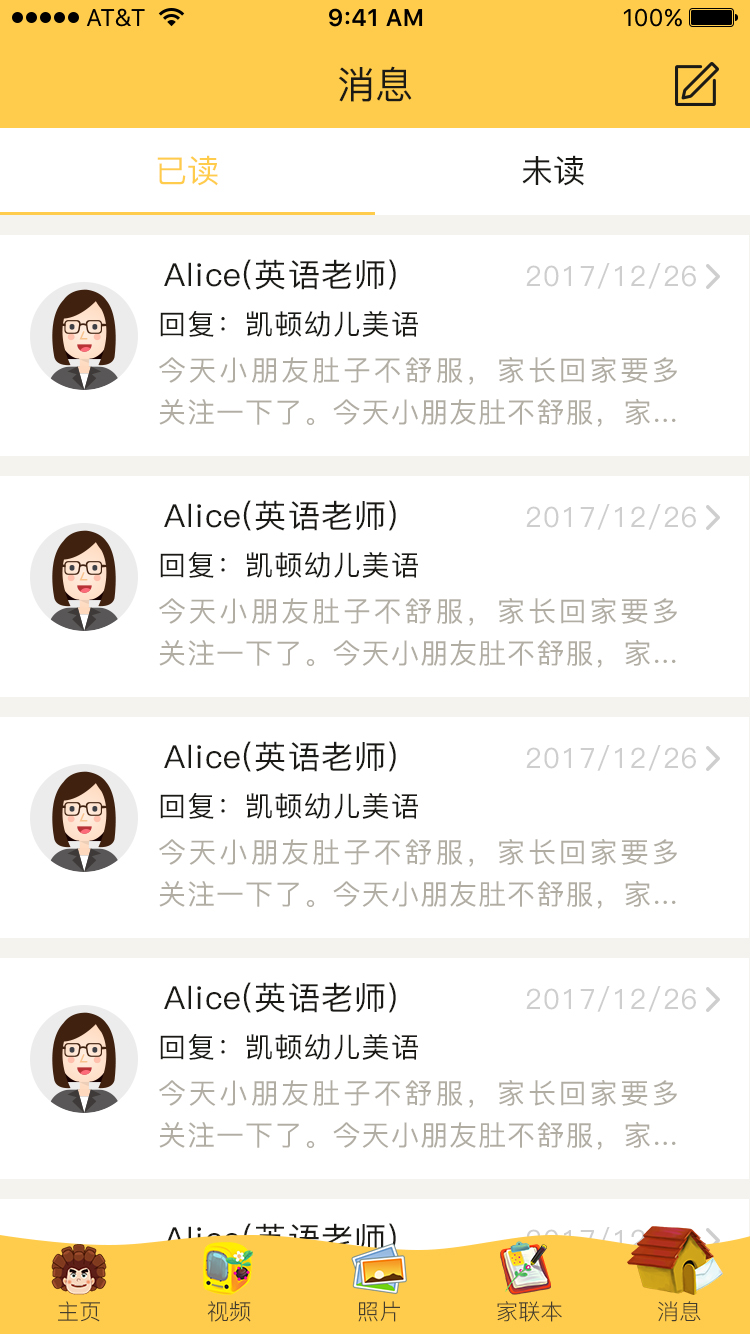 AT&T 9:41 AM 100%
消息
已读 未读
Alice(英语老师) 2017/12/26
回复：凯顿幼儿美语
今天小朋友肚子不舒服，家长回家要多
关注一下了。今天小朋友肚不舒服，家...
Alice(英语老师) 2017/12/26
回复：凯顿幼儿美语
今天小朋友肚子不舒服，家长回家要多
关注一下了。今天小朋友肚不舒服，家...
Alice(英语老师) 2017/12/26
回复：凯顿幼儿美语
今天小朋友肚子不舒服，家长回家要多
关注一下了。今天小朋友肚不舒服，家...
Alice(英语老师) 2017/12/26
回复：凯顿幼儿美语
今天小朋友肚子不舒服，家长回家要多
关注一下了。今天小朋友肚不舒服，家...
Alice(英语老师)
主页 视频 照片 家联本 消息